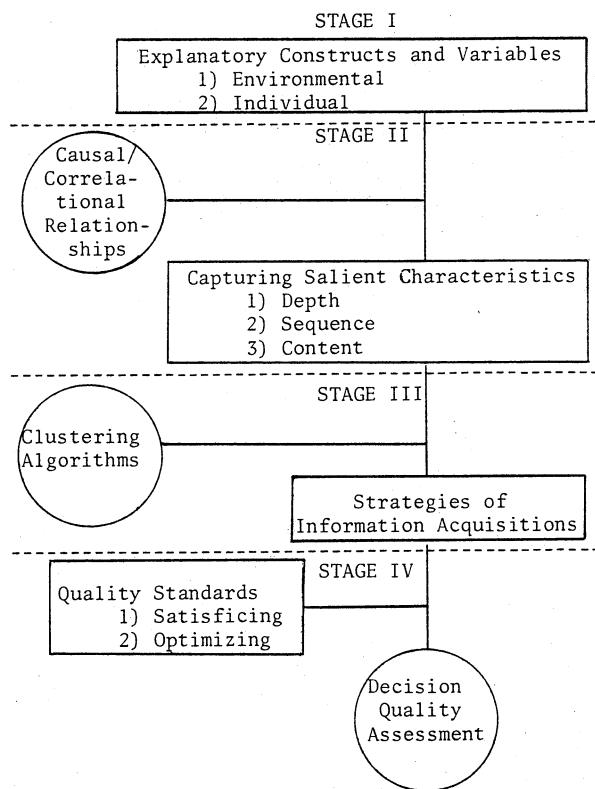 STAGE I
Explanatory Constructs and Variables
1) Environmental
2) Individual
STAGE II
Causal/
Correla-
tional
Relation-
ships
Capturing Salient Characteristics
1) Depth
2) Sequence
3) Content
STAGE III
Clustering
Algorithms
Strategies of
Information Acquisitions
STAGE IV
Quality Standards
1) Satisficing
2) Optimizing
Decision
Quality
Assessment